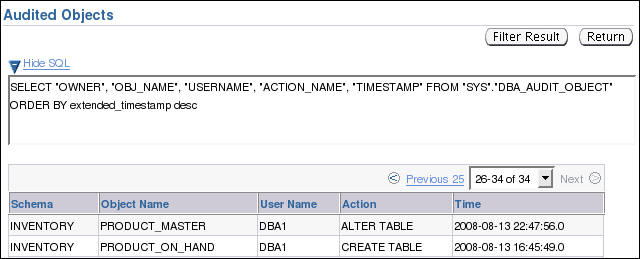 Audited Objects
Filter Result Return
Hide SQL
SELECT "OWNER", "OBJ_NAME", "USERNAME", "ACTION_NAME", "TIMESTAMP" FROM "SYS"."DBA_AUDIT_OBJECT"
ORDER BY extended_timestamp desc
Previous 25 26-34 of 34 Next
Schema Object Name User Name Action Time
INVENTORY PRODUCT_MASTER DBA1 ALTER TABLE 2008-08-13 22:47:56.0
INVENTORY PRODUCT_ON_HAND DBA1 CREATE TABLE 2008-08-13 16:45:49.0